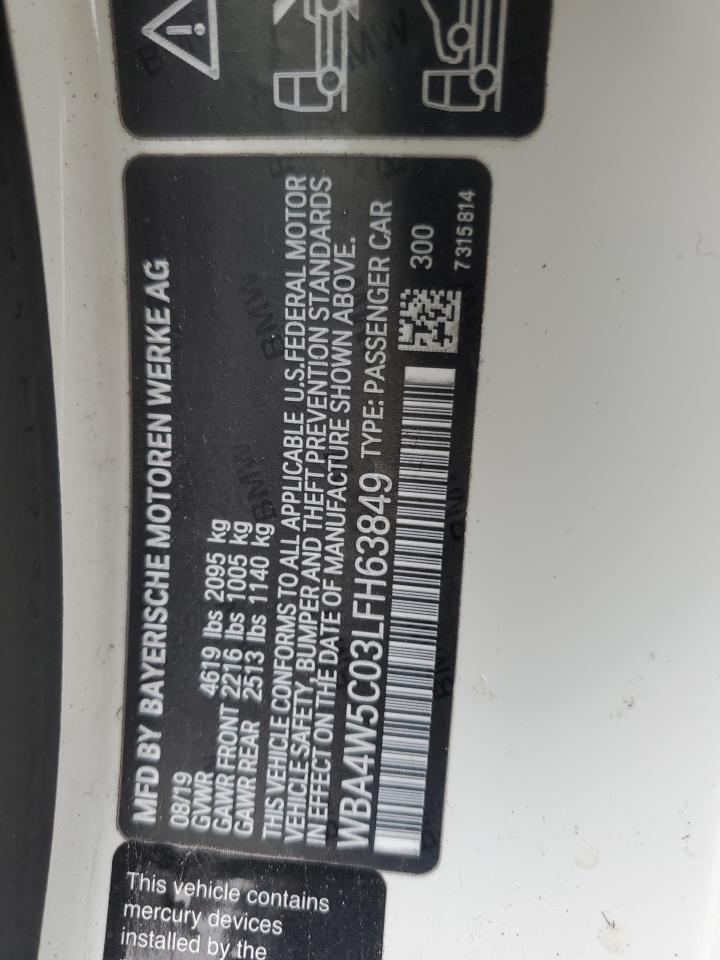 MFD BY BAYERISCHE MOTOREN WERKE AG
08/19
GVWR 4619 lbs 2095 kg
GAWR FRONT 2216 lbs 1005 kg
GAWR REAR 2513 lbs 1140 kg
THIS VEHICLE CONFORMS TO ALL APPLICABLE U.S.FEDERAL MOTOR
VEHICLE SAFETY, BUMPER AND THEFT PREVENTION STANDARDS
IN EFFECT ON THE DATE OF MANUFACTURE SHOWN ABOVE.
WBA4W5C03LFH63849 TYPE: PASSENGER CAR
300
7 315 814
This vehicle contains
mercury devices
installed by the